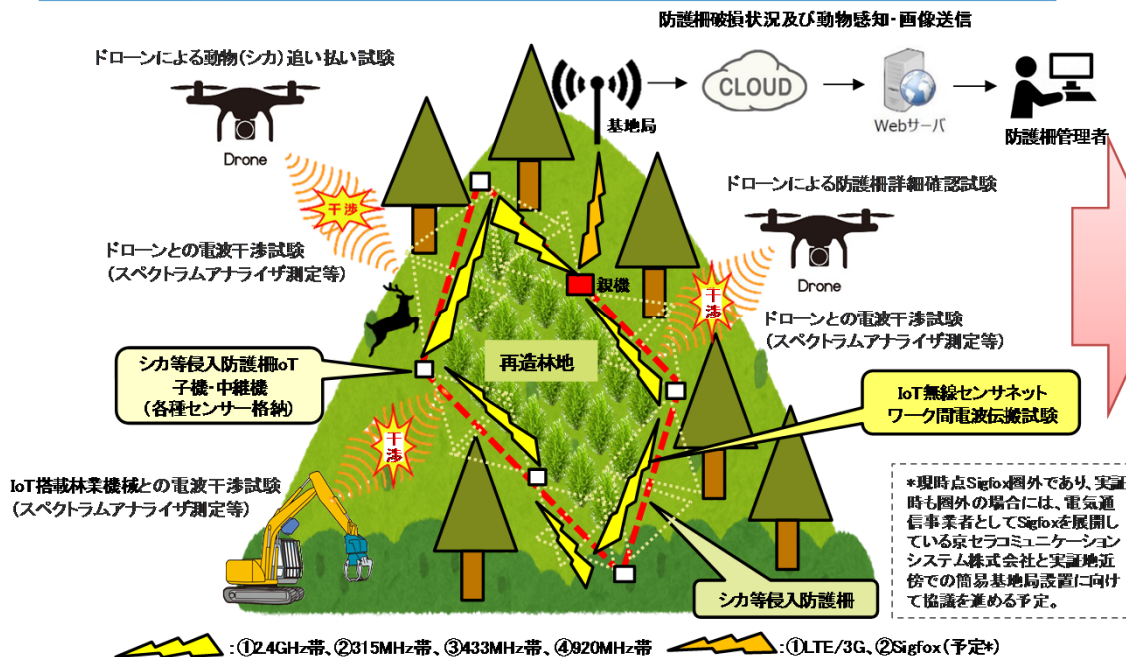 防護柵破損状況及び動物感知・画像送信
ドローンによる動物(シカ)追い払い試験
CLOUD
Webサーバ
基地局
防護柵管理者
Drone
干渉
ドローンによる防護柵詳細確認試験
Drone
ドローンとの電波干渉試験
(スペクトラムアナライザ測定等)
親機
干渉
ドローンとの電波干渉試験
(スペクトラムアナライザ測定等)
再造林地
シカ等侵入防護柵IoT
子機・中継機
(各種センサー格納)
IoT無線センサネット
ワーク間電波伝搬試験
干渉
IoT搭載林業機械との電波干渉試験
(スペクトラムアナライザ測定等)
*現時点Sigfox圏外であり、実証
時も圏外の場合には、電気通
信事業者としてSigfoxを展開し
ている京セラコミュニケーション
システム株式会社と実証地近
傍での簡易基地局設置に向け
て協議を進める予定。
シカ等侵入防護柵
:①2.4GHz帯、②315MHz帯、③433MHz帯、④920MHz帯
:①LTE/3G、②Sigfox(予定*)